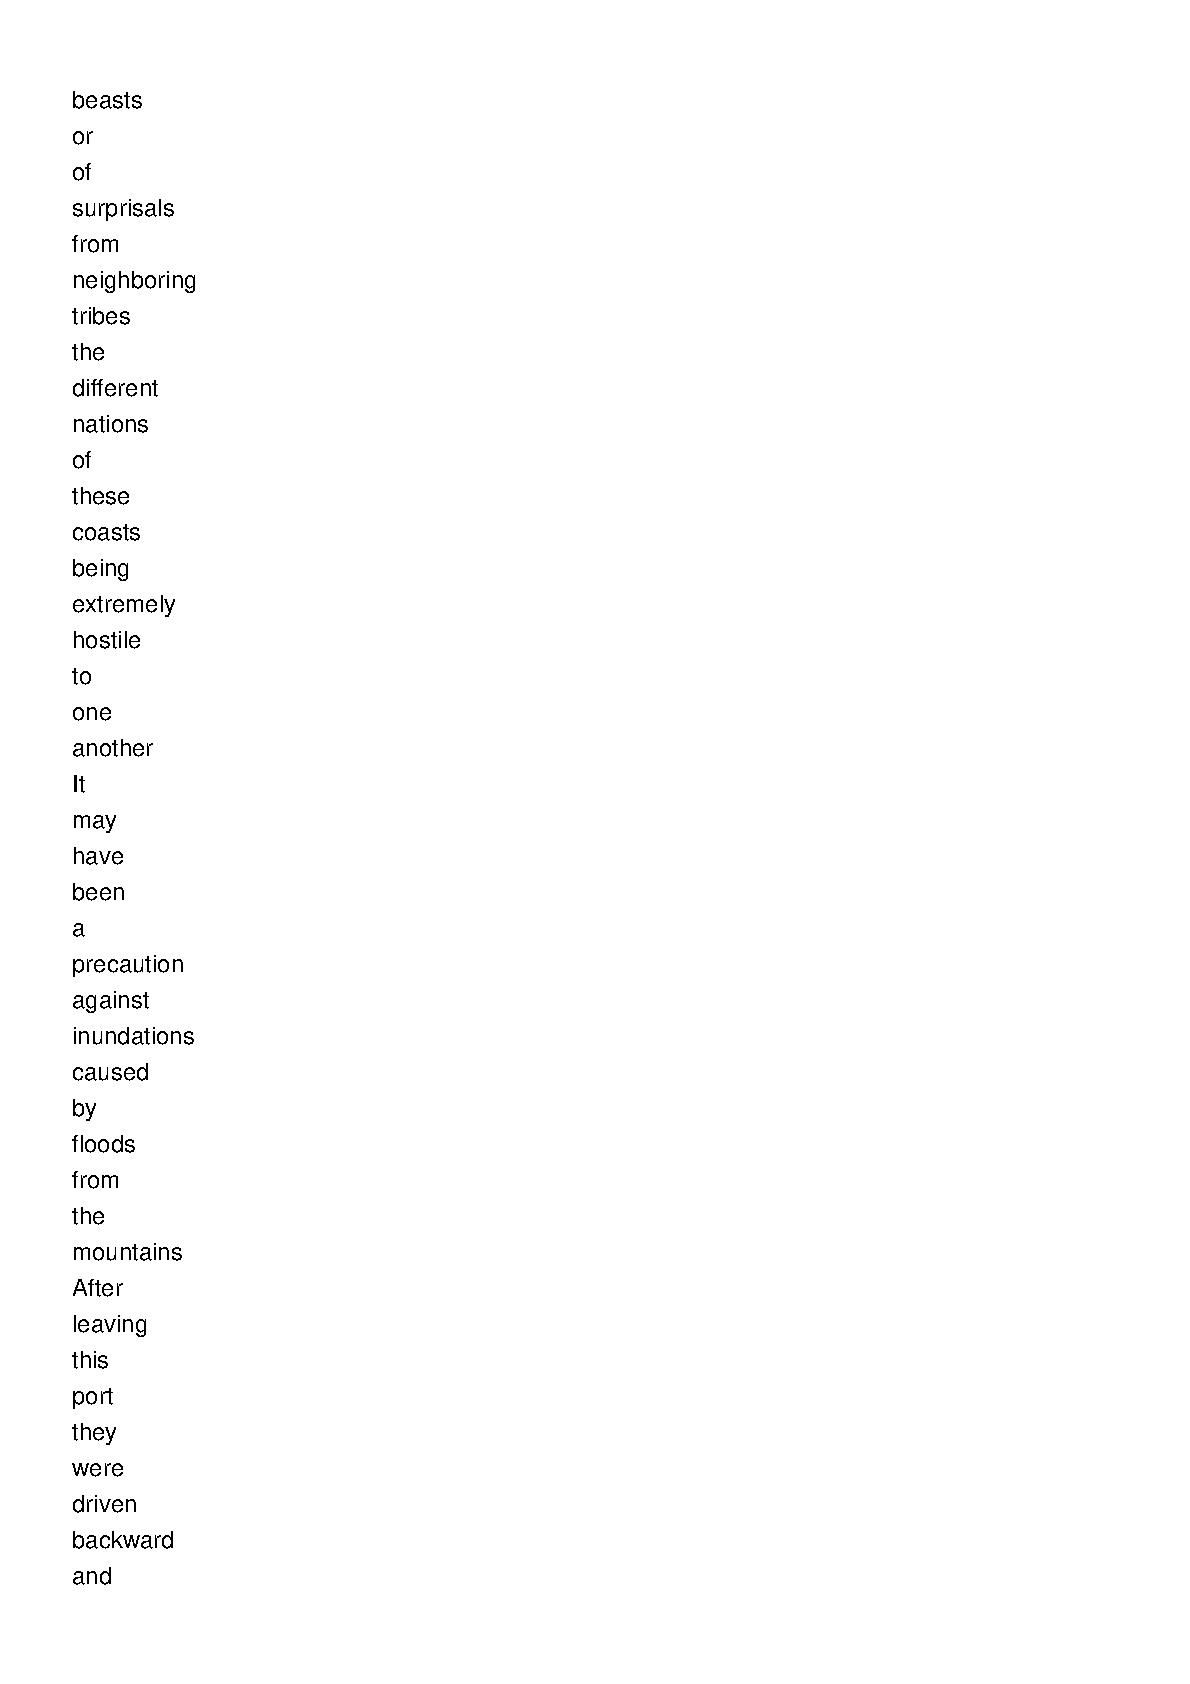 beasts
or
of
surprisals
from
neighboring
tribes
the
different
nations
of
these
coasts
being
extremely
hostile
to
one
another
It
may
have
been
a
precaution
against
inundations
caused
by
floods
from
the
mountains
After
leaving
this
port
they
were
driven
backward
and